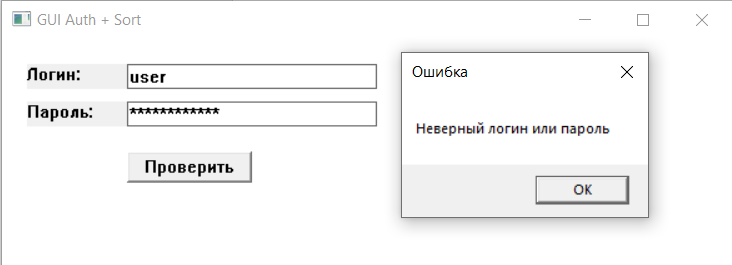 GUI Auth + Sort
Логин:
user
Пароль:
************
Проверить
Ошибка
Неверный логин или пароль
OK